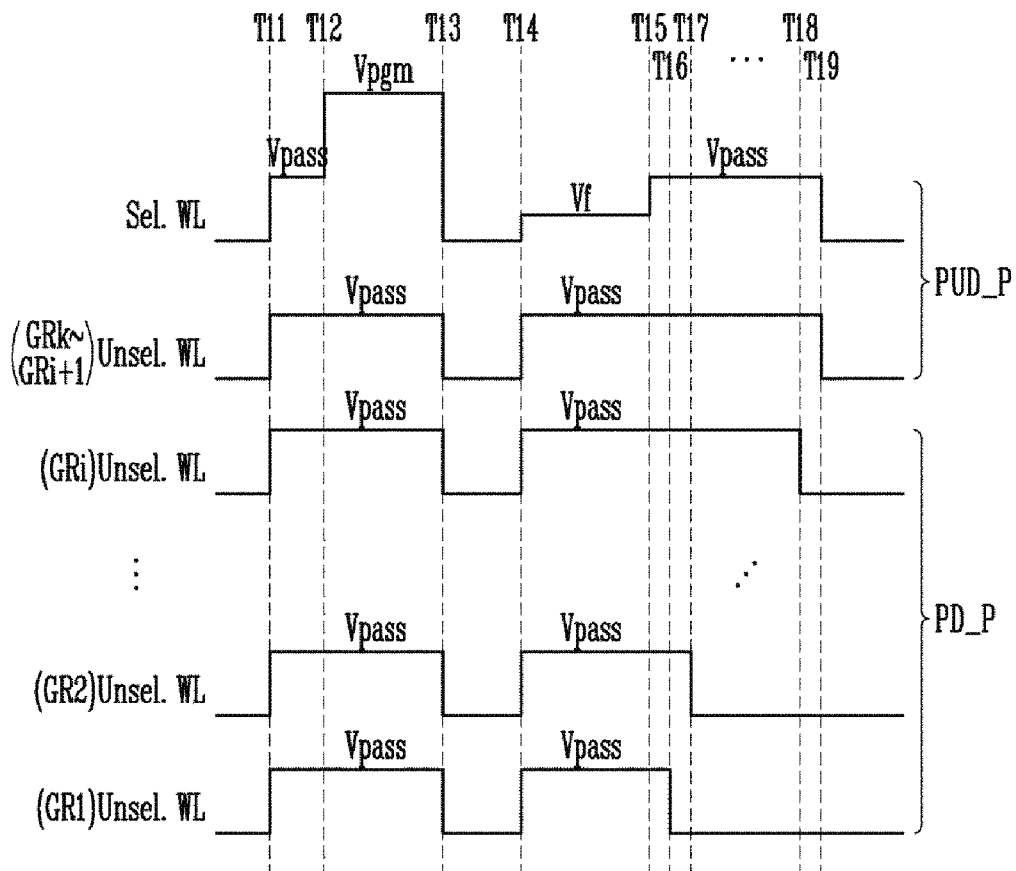 T11 T12 T13 T14 T15 T17 ... T18
T16 T19
Vpgm
Vpass
Vpass
Vf
Sel. WL
PUD_P
Vpass Vpass
(GRk~
GRi+1) Unsel. WL
Vpass Vpass
(GRi)Unsel. WL
PD_P
Vpass Vpass
(GR2)Unsel. WL
Vpass Vpass
(GR1)Unsel. WL